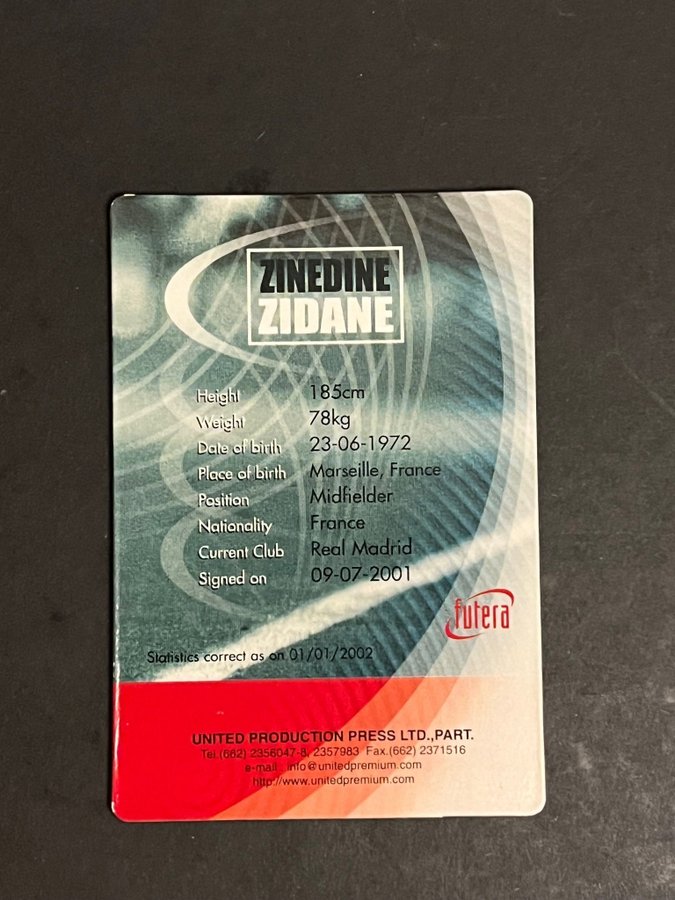 ZINEDINE
ZIDANE
Height 185cm
Weight 78kg
Date of birth 23-06-1972
Place of birth Marseille, France
Position Midfielder
Nationality France
Current Club Real Madrid
Signed on 09-07-2001
futera
Statistics correct as on 01/01/2002
UNITED PRODUCTION PRESS LTD.,PART.
Tel.(662) 2356047-8, 2357983 Fax.(662) 2371516
e-mail : info@unitedpremium.com
http://www.unitedpremium.com